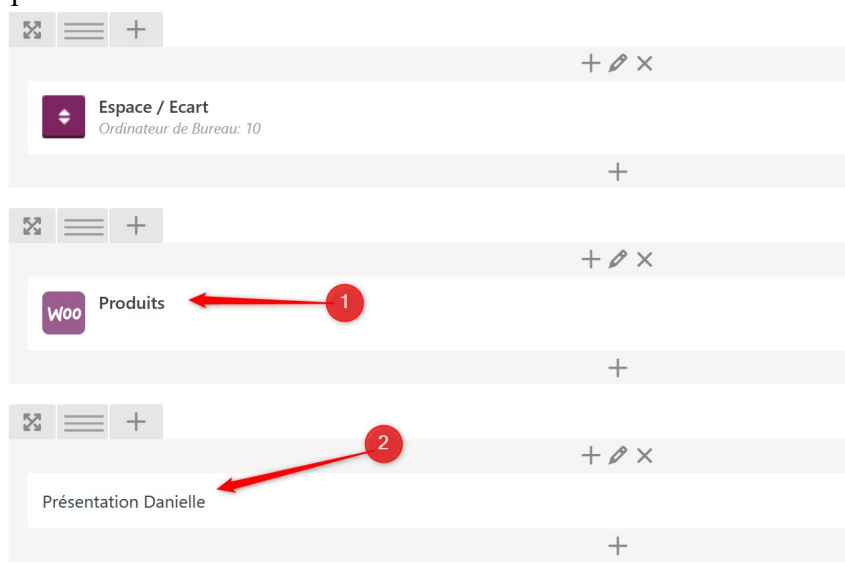 Espace / Ecart
Ordinateur de Bureau: 10
Woo
Produits
1
2
Présentation Danielle